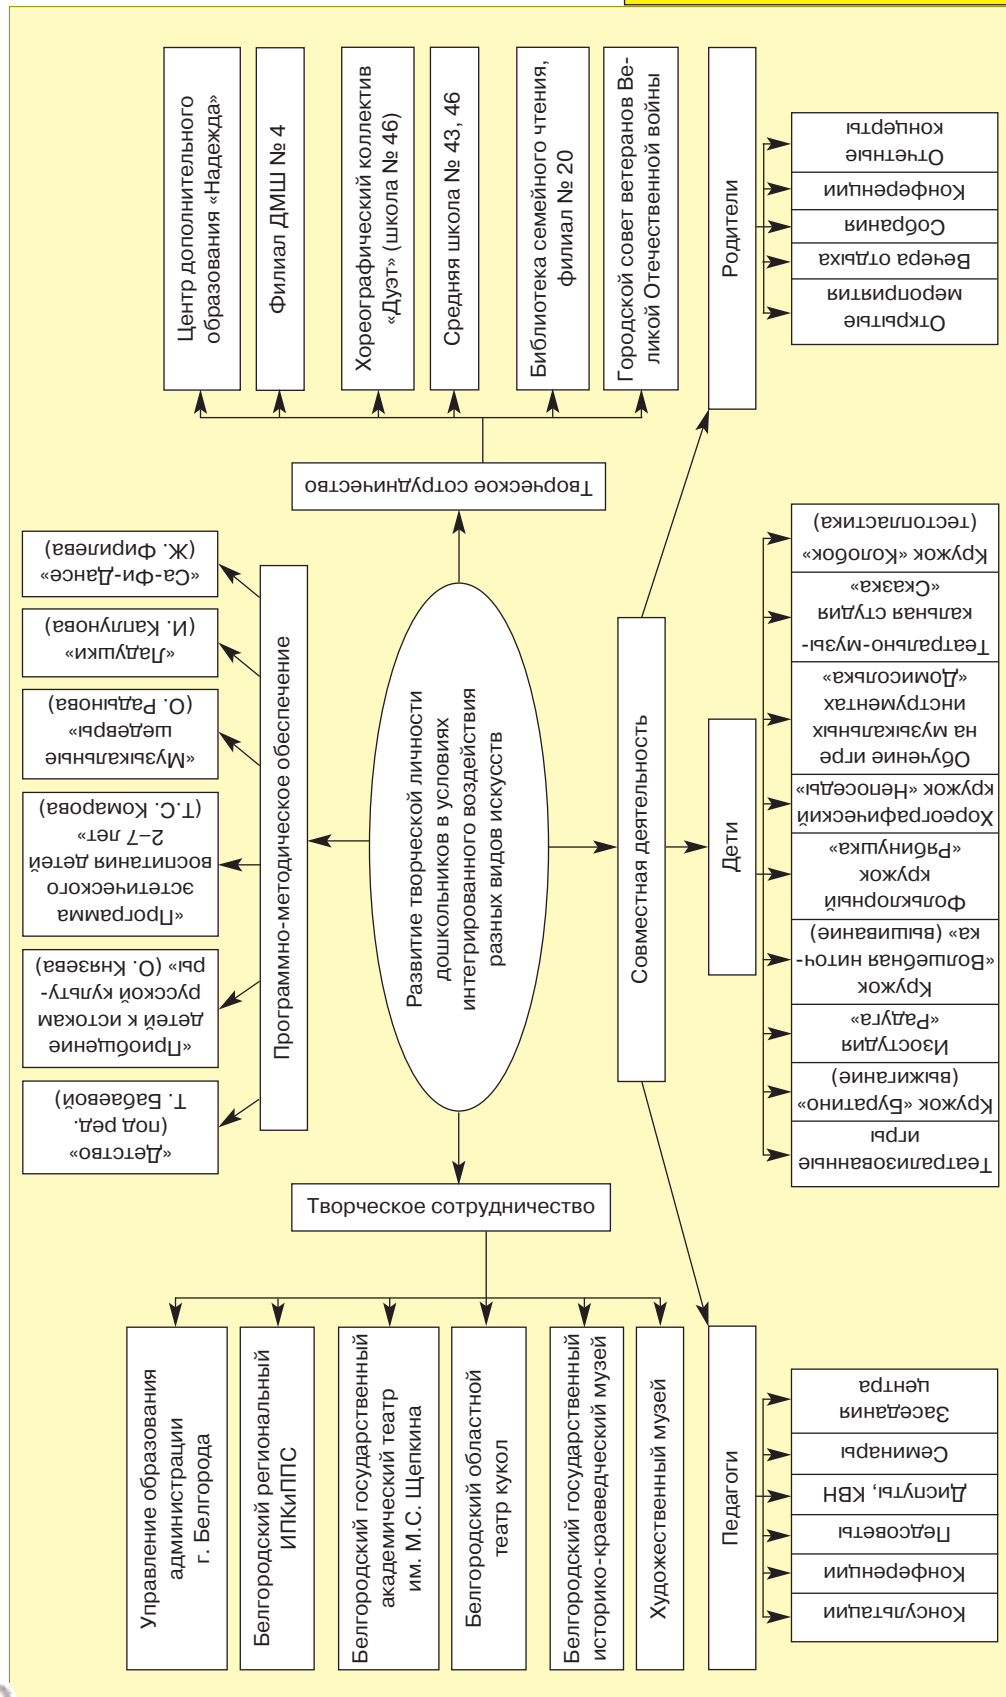 «Детство»
(под ред.
Т. Бабаевой)
«Приобщение
детей к истокам
русской культу-
ры» (О. Князева)
«Программа
эстетического
воспитания детей
2–7 лет»
(Т.С. Комарова)
«Музыкальные
шедевры»
(О. Радынова)
«Ладушки»
(И. Каплунова)
«Са-Фи-Дансе»
(Ж. Фирилева)
Программно-методическое обеспечение
Управление образования
администрации
г. Белгорода
Белгородский региональный
ИПКиППС
Белгородский государственный
академический театр
им. М.С. Щепкина
Белгородский областной
театр кукол
Белгородский государственный
историко-краеведческий музей
Художественный музей
Творческое сотрудничество
Развитие творческой личности
дошкольников в условиях
интегрированного воздействия
разных видов искусств
Творческое сотрудничество
Центр дополнительного
образования «Надежда»
Филиал ДМШ № 4
Хореографический коллектив
«Дуэт» (школа № 46)
Средняя школа № 43, 46
Библиотека семейного чтения,
филиал № 20
Городской совет ветеранов Ве-
ликой Отечественной войны
Совместная деятельность
Педагоги
Консультации
Конференции
Педсоветы
Диспуты, КВН
Семинары
Заседания
центра
Дети
Театрализованные
игры
Кружок «Буратино»
(выжигание)
Изостудия
«Радуга»
Кружок
«Волшебная ниточ-
ка» (вышивание)
Фольклорный
кружок
«Рябинушка»
Хореографический
кружок «Непоседы»
Обучение игре
на музыкальных
инструментах
«Домисолька»
Театрально-музы-
кальная студия
«Сказка»
Кружок «Колобок»
(тестопластика)
Родители
Открытые
мероприятия
Вечера отдыха
Собрания
Конференции
Отчетные
концерты